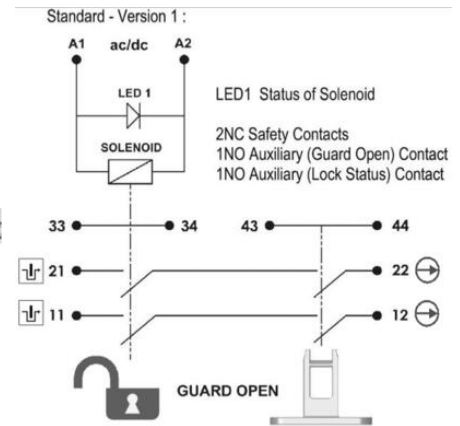 Standard - Version 1 :
A1 ac/dc A2
LED 1
LED1 Status of Solenoid
SOLENOID
2NC Safety Contacts
1NO Auxiliary (Guard Open) Contact
1NO Auxiliary (Lock Status) Contact
33 34 43 44
21 22
11 12
GUARD OPEN